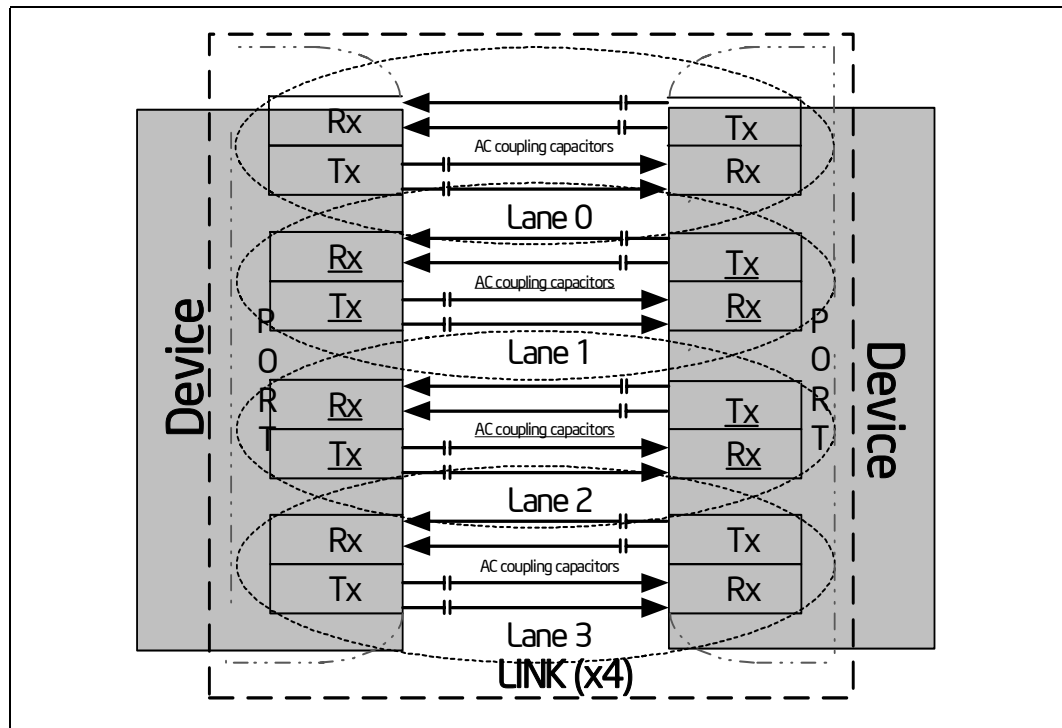 Rx
Tx
AC coupling capacitors
Tx
Rx
Lane 0
Rx
Tx
AC coupling capacitors
Tx
Rx
Lane 1
Device
PORT
PORT
Device
Rx
Tx
AC coupling capacitors
Tx
Rx
Lane 2
Rx
Tx
AC coupling capacitors
Tx
Rx
Lane 3
LINK (x4)